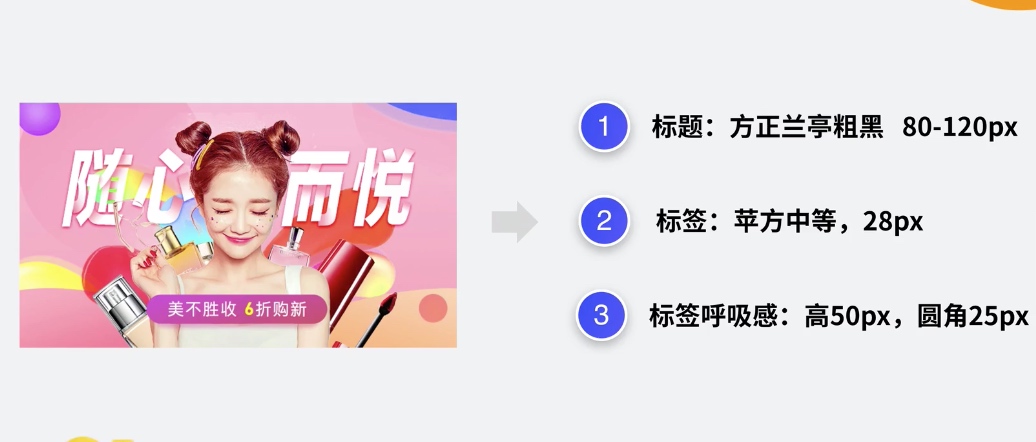 随心而悦
美不胜收 6折购新
1 标题：方正兰亭粗黑 80-120px
2 标签：苹方中等，28px
3 标签呼吸感：高50px，圆角25px